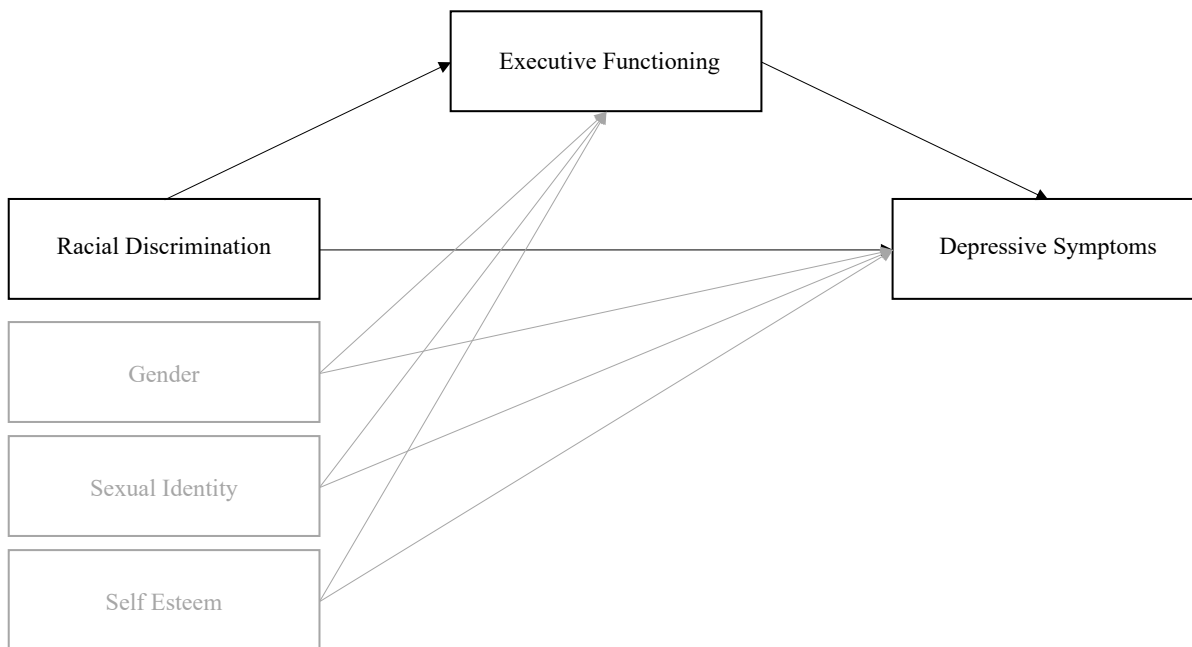 Executive Functioning
Racial Discrimination
Depressive Symptoms
Gender
Sexual Identity
Self Esteem